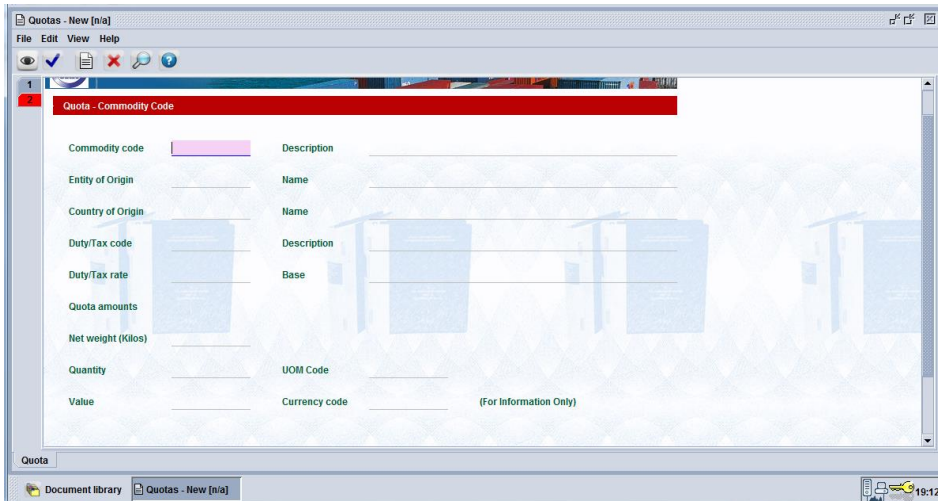 Quotas - New [n/a]
File Edit View Help
1
2
Quota - Commodity Code
Commodity code Description
Entity of Origin Name
Country of Origin Name
Duty/Tax code Description
Duty/Tax rate Base
Quota amounts
Net weight (Kilos)
Quantity UOM Code
Value Currency code (For Information Only)
Quota
Document library Quotas - New [n/a] 19:12